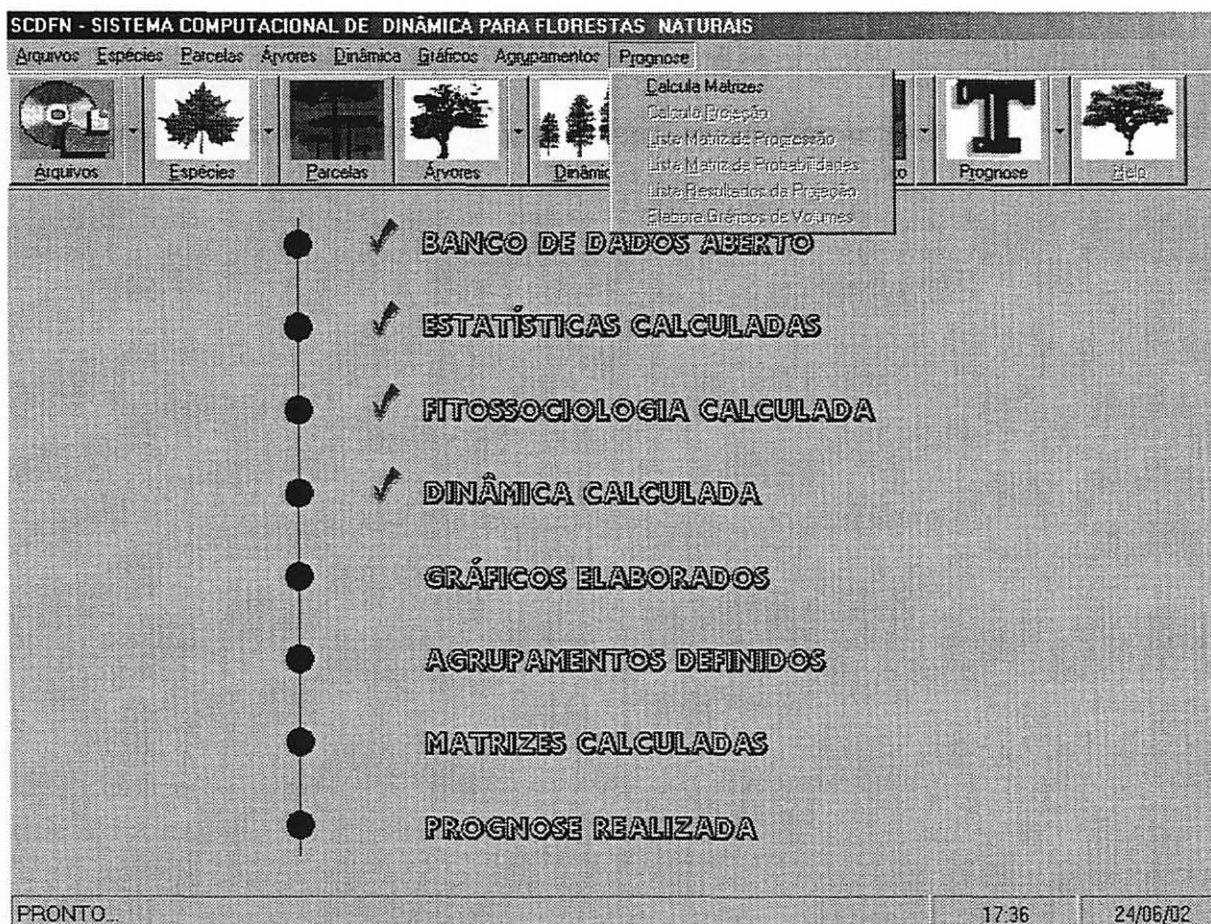 SCDFN - SISTEMA COMPUTACIONAL DE DINÂMICA PARA FLORESTAS NATURAIS
Arquivos Espécies Parcelas Árvores Dinâmica Gráficos Agrupamentos Prognose
Calcula Matrizes
Calcula Projeção
Lista Matriz de Progressão
Lista Matriz de Probabilidades
Lista Resultados da Projeção
Elabora Gráficos de Volumes
Arquivos Espécies Parcelas Árvores Prognose Help
BANCO DE DADOS ABERTO
ESTATÍSTICAS CALCULADAS
FITOSSOCIOLOGIA CALCULADA
DINÂMICA CALCULADA
GRÁFICOS ELABORADOS
AGRUPAMENTOS DEFINIDOS
MATRIZES CALCULADAS
PROGNOSE REALIZADA
PRONTO... 17:36 24/06/02